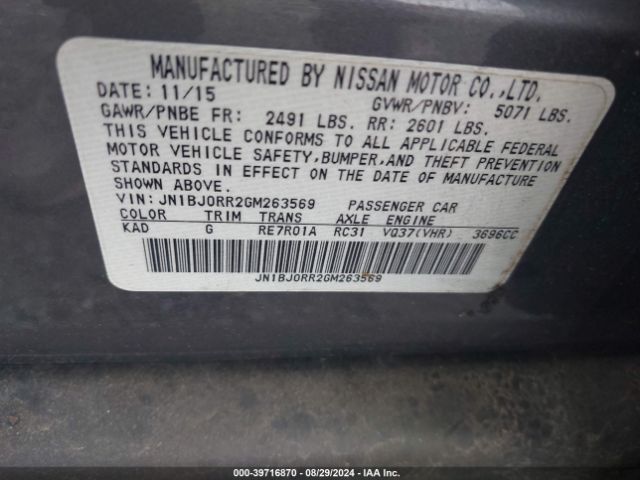 MANUFACTURED BY NISSAN MOTOR CO.,LTD.
DATE: 11/15 GVWR/PNBV: 5071 LBS.
GAWR/PNBE FR: 2491 LBS. RR: 2601 LBS.
THIS VEHICLE CONFORMS TO ALL APPLICABLE FEDERAL
MOTOR VEHICLE SAFETY,BUMPER,AND THEFT PREVENTION
STANDARDS IN EFFECT ON THE DATE OF MANUFACTURE
SHOWN ABOVE.
VIN: JN1BJ0RR2GM263569 PASSENGER CAR
COLOR TRIM TRANS AXLE ENGINE
KAD G RE7R01A RC31 VQ37(VHR) 3696CC
JN1BJ0RR2GM263569
000-39716870 - 08/29/2024 - IAA Inc.